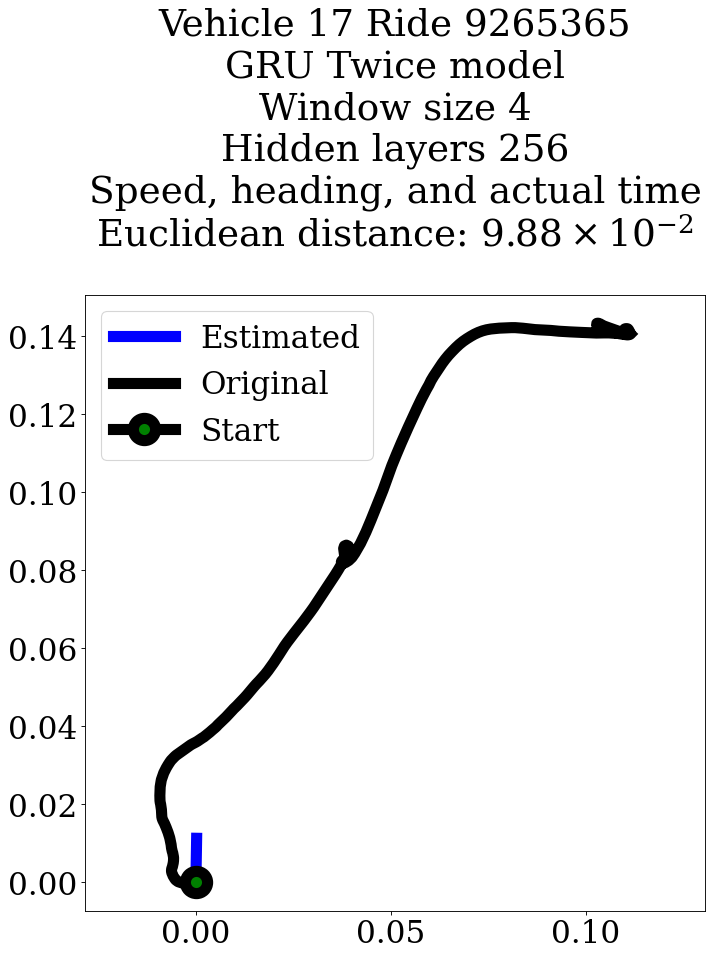 Vehicle 17 Ride 9265365
GRU Twice model
Window size 4
Hidden layers 256
Speed, heading, and actual time
Euclidean distance: 9.88 × 10⁻²
Estimated
Original
Start
0.14
0.12
0.10
0.08
0.06
0.04
0.02
0.00
0.00 0.05 0.10